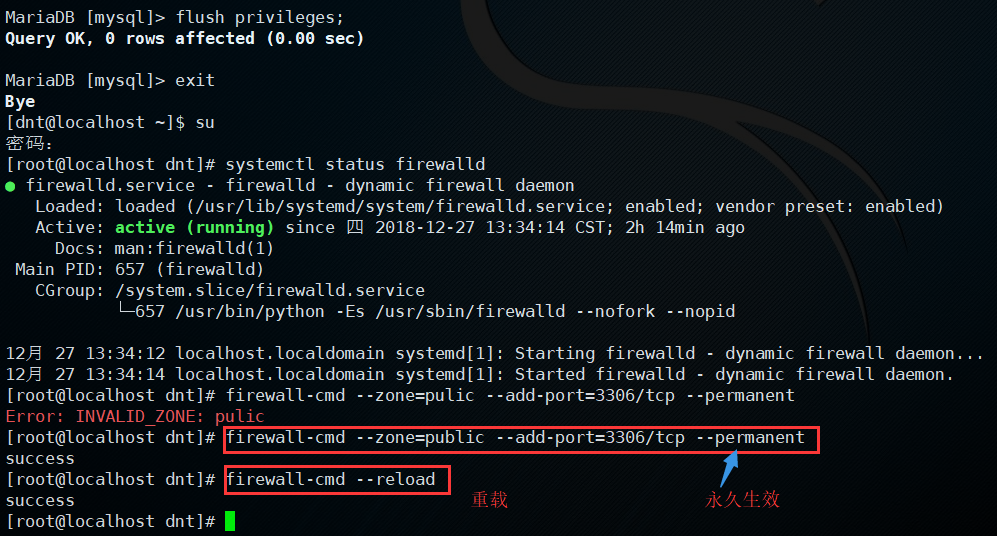 MariaDB [mysql]> flush privileges;
Query OK, 0 rows affected (0.00 sec)
MariaDB [mysql]> exit
Bye
[dnt@localhost ~]$ su
密码：
[root@localhost dnt]# systemctl status firewalld
● firewalld.service - firewalld - dynamic firewall daemon
Loaded: loaded (/usr/lib/systemd/system/firewalld.service; enabled; vendor preset: enabled)
Active: active (running) since 四 2018-12-27 13:34:14 CST; 2h 14min ago
Docs: man:firewalld(1)
Main PID: 657 (firewalld)
CGroup: /system.slice/firewalld.service
└─657 /usr/bin/python -Es /usr/sbin/firewalld --nofork --nopid
12月 27 13:34:12 localhost.localdomain systemd[1]: Starting firewalld - dynamic firewall daemon...
12月 27 13:34:14 localhost.localdomain systemd[1]: Started firewalld - dynamic firewall daemon.
[root@localhost dnt]# firewall-cmd --zone=pulic --add-port=3306/tcp --permanent
Error: INVALID_ZONE: pulic
[root@localhost dnt]# firewall-cmd --zone=public --add-port=3306/tcp --permanent
success
[root@localhost dnt]# firewall-cmd --reload
重载 永久生效
success
[root@localhost dnt]#